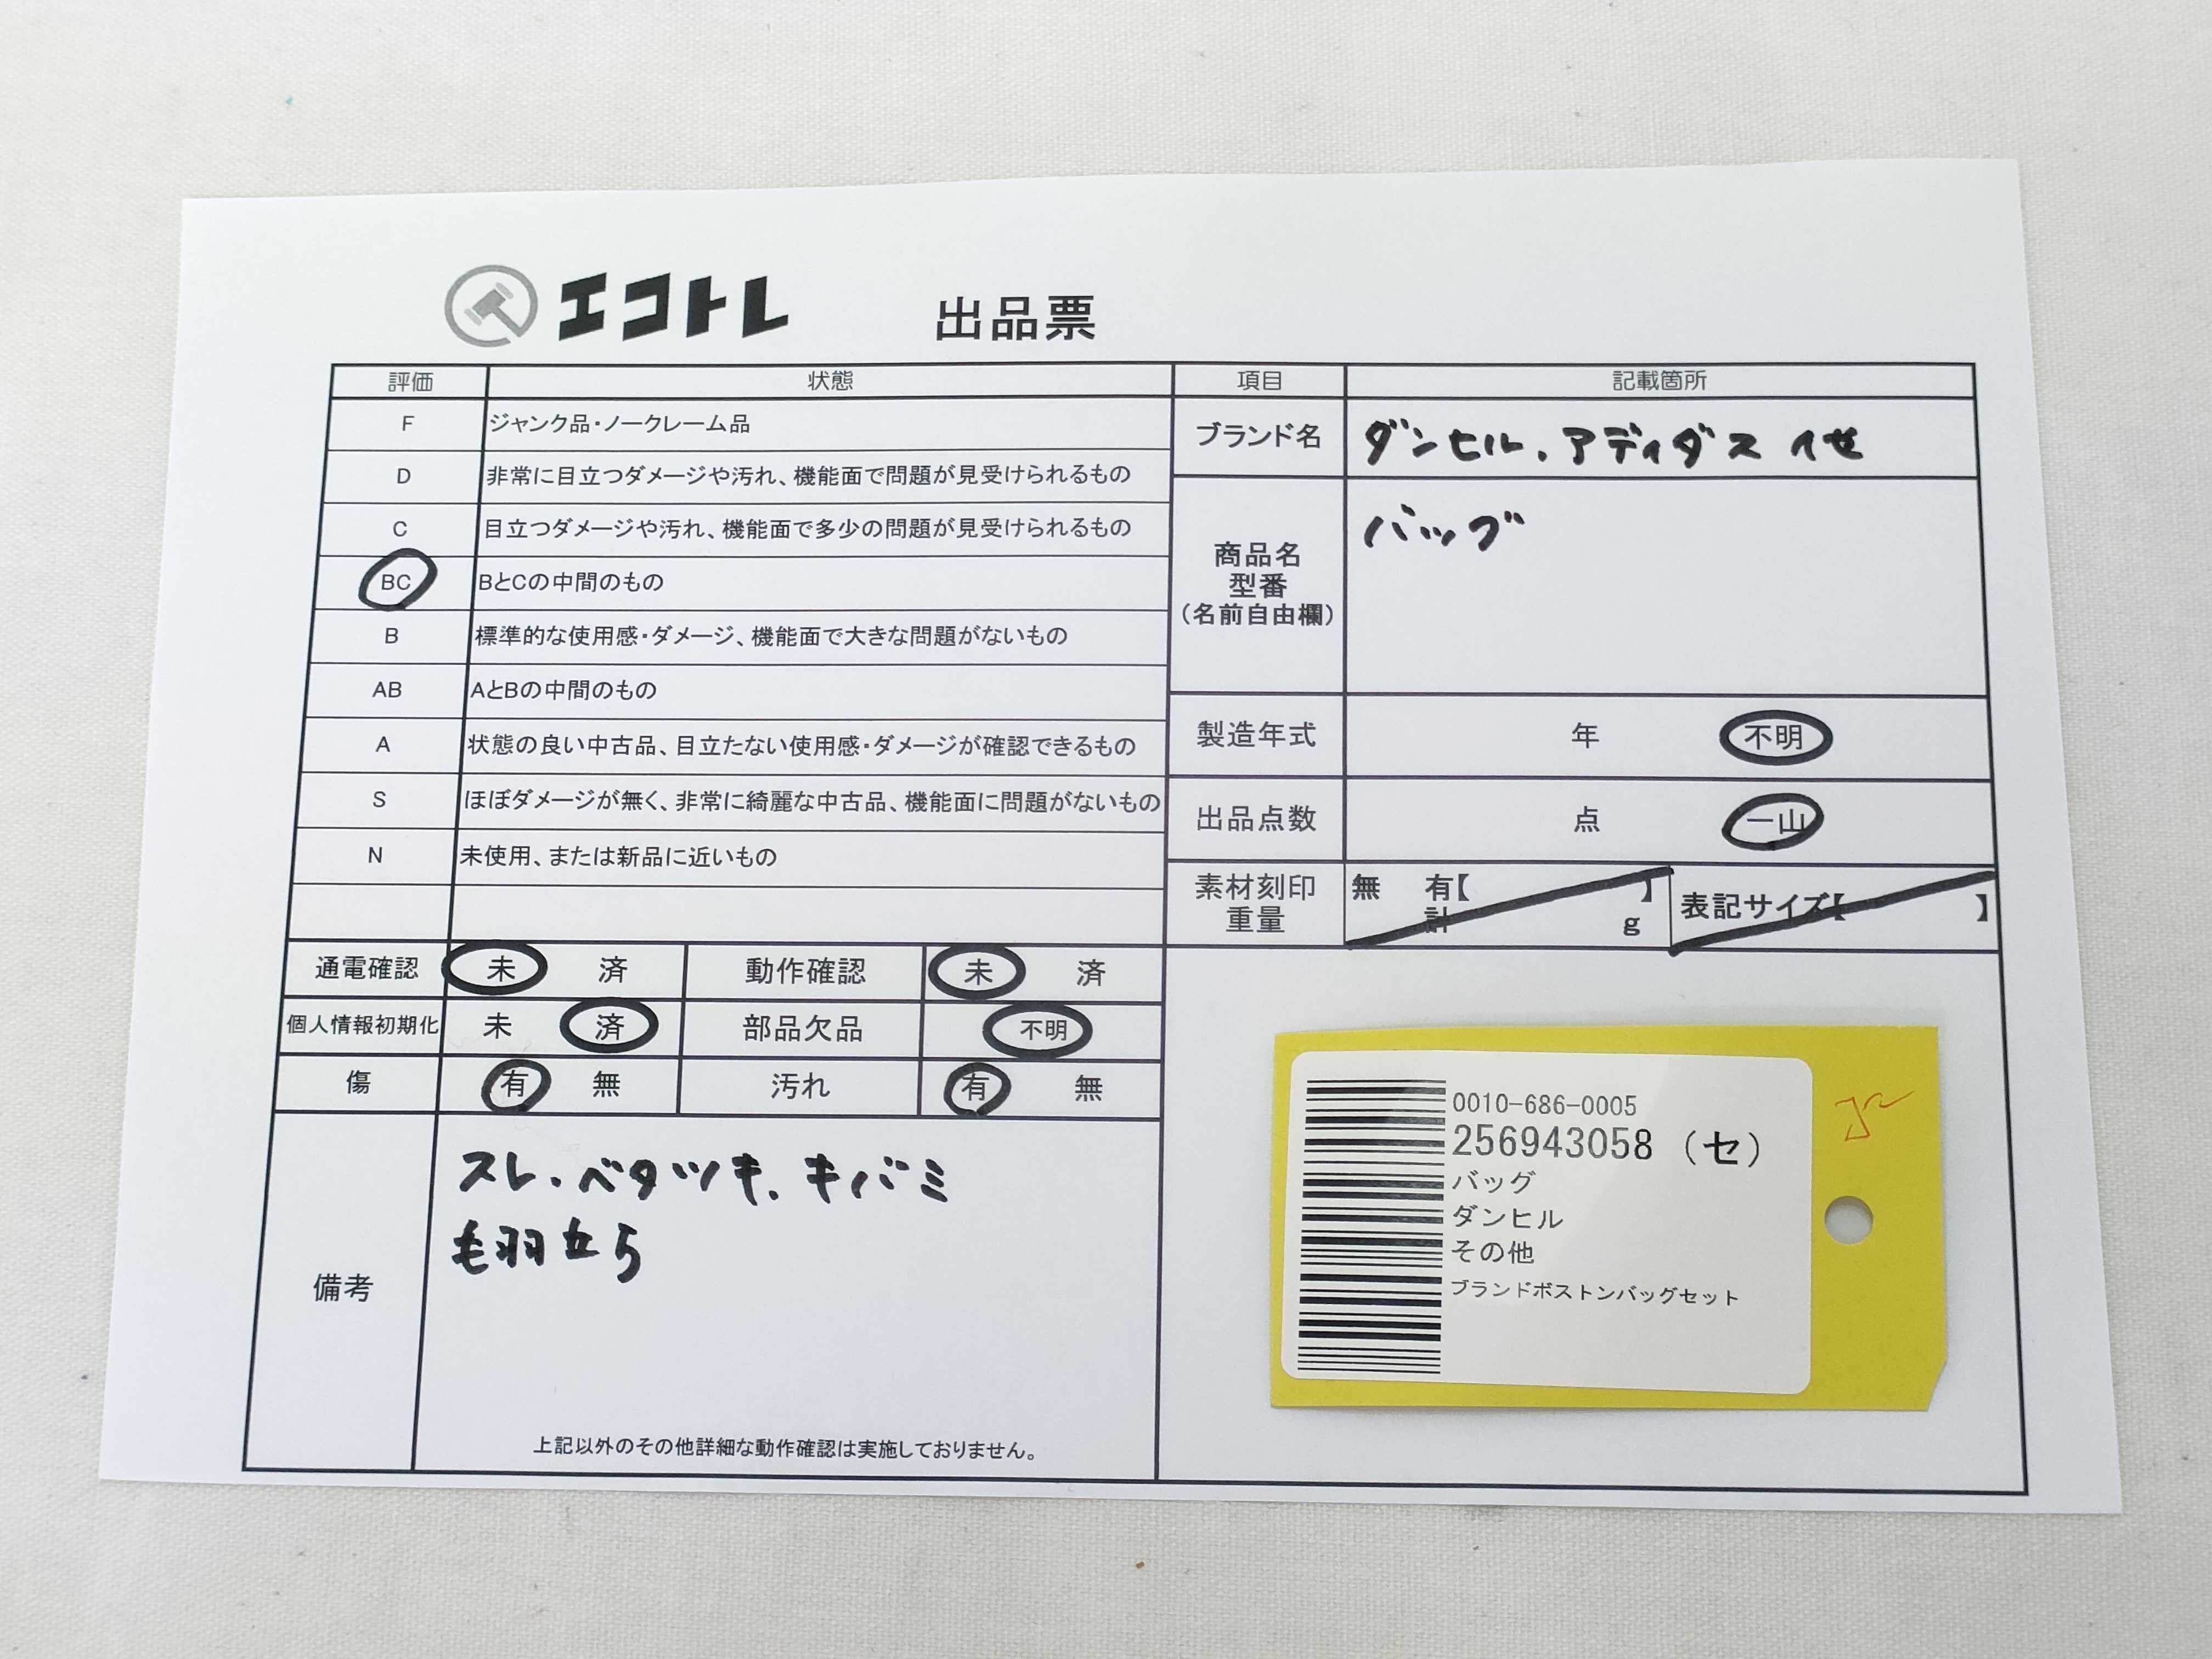 エコトレ 出品票
評価 状態
F ジャンク品・ノークレーム品
D 非常に目立つダメージや汚れ、機能面で問題が見受けられるもの
C 目立つダメージや汚れ、機能面で多少の問題が見受けられるもの
BC BとCの中間のもの
B 標準的な使用感・ダメージ、機能面で大きな問題がないもの
AB AとBの中間のもの
A 状態の良い中古品、目立たない使用感・ダメージが確認できるもの
S ほぼダメージが無く、非常に綺麗な中古品、機能面に問題がないもの
N 未使用、または新品に近いもの
項目 記載箇所
ブランド名 ダンヒル、アディダス
商品名
型番
（名前自由欄）
バッグ
製造年式 年 不明
出品点数 点 一山
素材刻印 無 有【 】
重量 計 g
表記サイズ【 】
通電確認 未 済 動作確認 未 済
個人情報初期化 未 済 部品欠品 不明
傷 有 無 汚れ 有 無
備考
スレ、ベタツキ、キバミ
毛羽立ち
上記以外のその他詳細な動作確認は実施しておりません。
0010-686-0005
256943058 (セ)
バッグ
ダンヒル
その他
ブランドボストンバッグセット